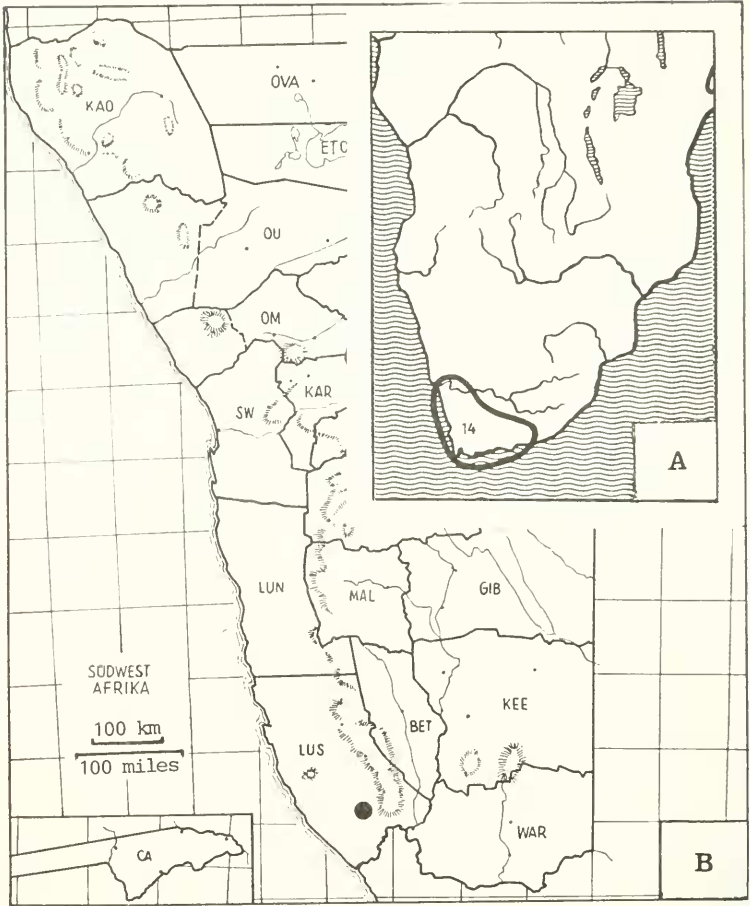 KAO
OVA
ETC
OU
OM
SW
KAR
14
A
LUN
MAL
GIB
SÜDWEST
AFRIKA
100 km
100 miles
BET
KEE
LUS
WAR
CA
B